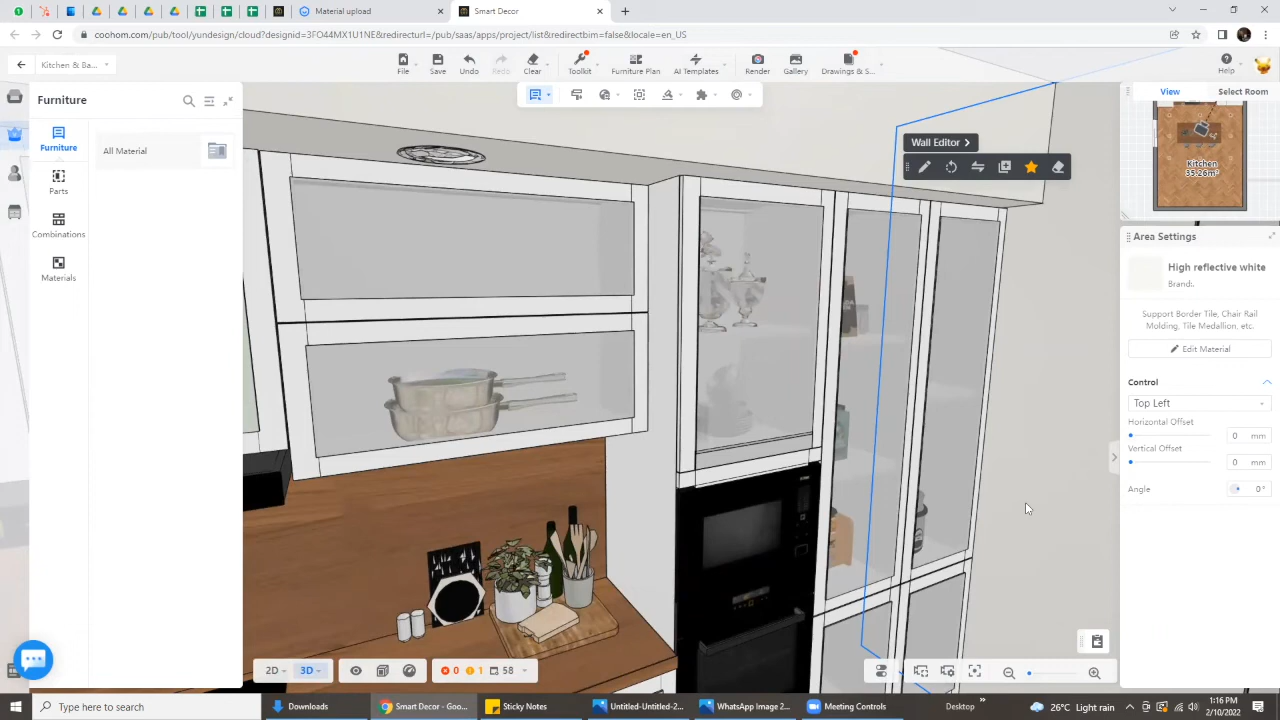 Material upload
Smart Decor
coohom.com/pub/tool/yundesign/cloud?designid=3FO44MX1U1NE&redirecturl=/pub/saas/apps/project/list&redirectbim=false&locale=en_US
Kitchen & Ba...
File
Save
Undo
Redo
Clear
Toolkit
Furniture Plan
AI Templates
Render
Gallery
Drawings & S...
Help
Furniture
View
Select Room
Furniture
All Material
Parts
Combinations
Materials
Wall Editor
Kitchen
35.26m²
Area Settings
High reflective white
Brand:.
Support Border Tile, Chair Rail
Molding, Tile Medallion, etc.
Edit Material
Control
Top Left
Horizontal Offset
0 mm
Vertical Offset
0 mm
Angle
0°
2D
3D
0
1
58
Type here to search
Downloads
Smart Decor - Goo...
Sticky Notes
Untitled-Untitled-2...
WhatsApp Image 2...
Meeting Controls
Desktop
26°C Light rain
1:16 PM
2/10/2022